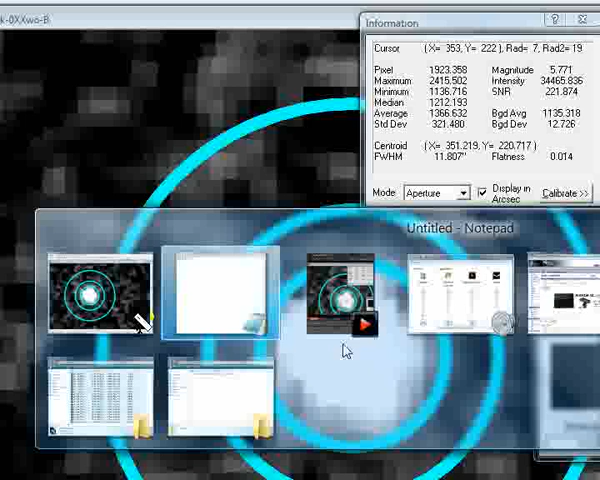 k-0XXwo-B
Information
Cursor ( X= 353, Y= 222 ), Rad= 7, Rad2= 19
Pixel 1923.358 Magnitude 5.771
Maximum 2415.502 Intensity 34465.836
Minimum 1136.716 SNR 221.874
Median 1212.193
Average 1366.632 Bgd Avg 1135.318
Std Dev 321.480 Bgd Dev 12.726
Centroid ( X= 351.219, Y= 220.717 )
FWHM 11.807" Flatness 0.014
Mode Aperture Display in Arcsec Calibrate >>
Untitled - Notepad